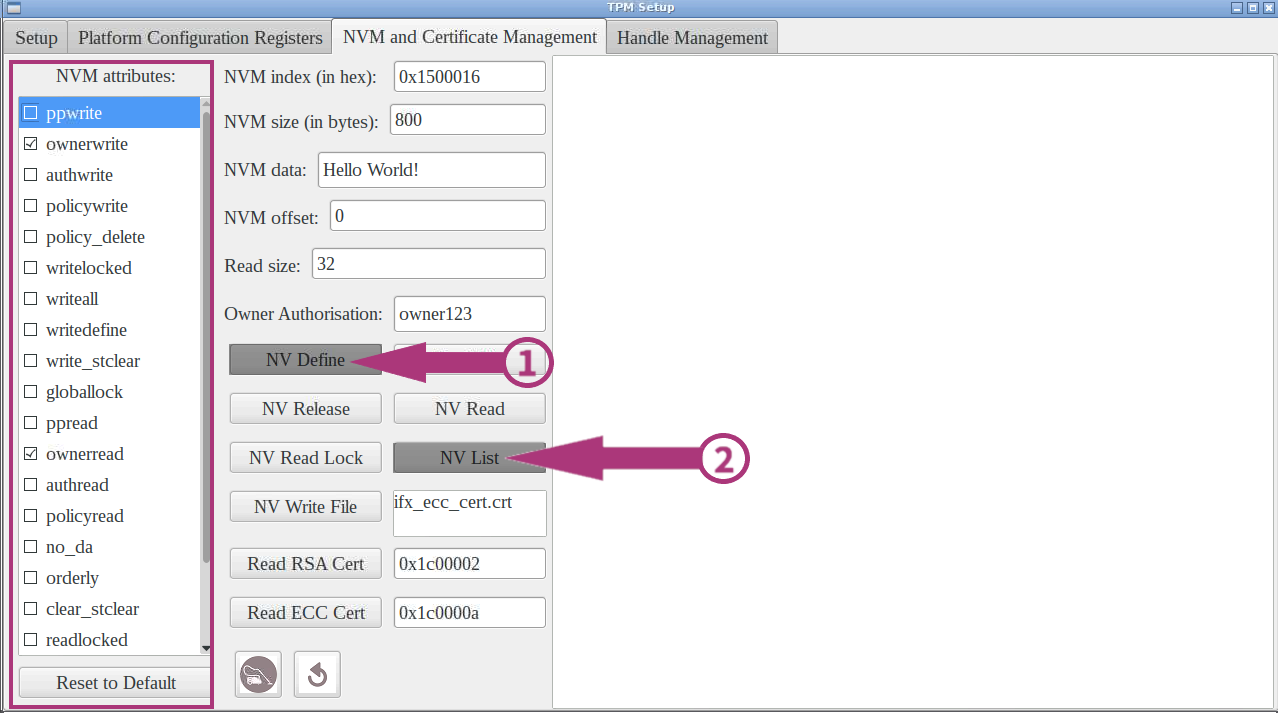 TPM Setup
Setup
Platform Configuration Registers
NVM and Certificate Management
Handle Management
NVM attributes:
ppwrite
ownerwrite
authwrite
policywrite
policy_delete
writelocked
writeall
writedefine
write_stclear
globallock
ppread
ownerread
authread
policyread
no_da
orderly
clear_stclear
readlocked
Reset to Default
NVM index (in hex): 0x1500016
NVM size (in bytes): 800
NVM data: Hello World!
NVM offset: 0
Read size: 32
Owner Authorisation: owner123
NV Define
1
NV Release
NV Read
NV Read Lock
NV List
2
NV Write File
ifx_ecc_cert.crt
Read RSA Cert
0x1c00002
Read ECC Cert
0x1c0000a